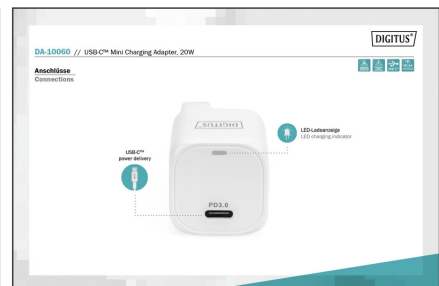 DIGITUS®
DA-10060 // USB-C™ Mini Charging Adapter, 20W
Anschlüsse
Connections
DIGITUS®
LED-Ladeanzeige
LED charging indicator
USB-C™
power delivery
PD3.0